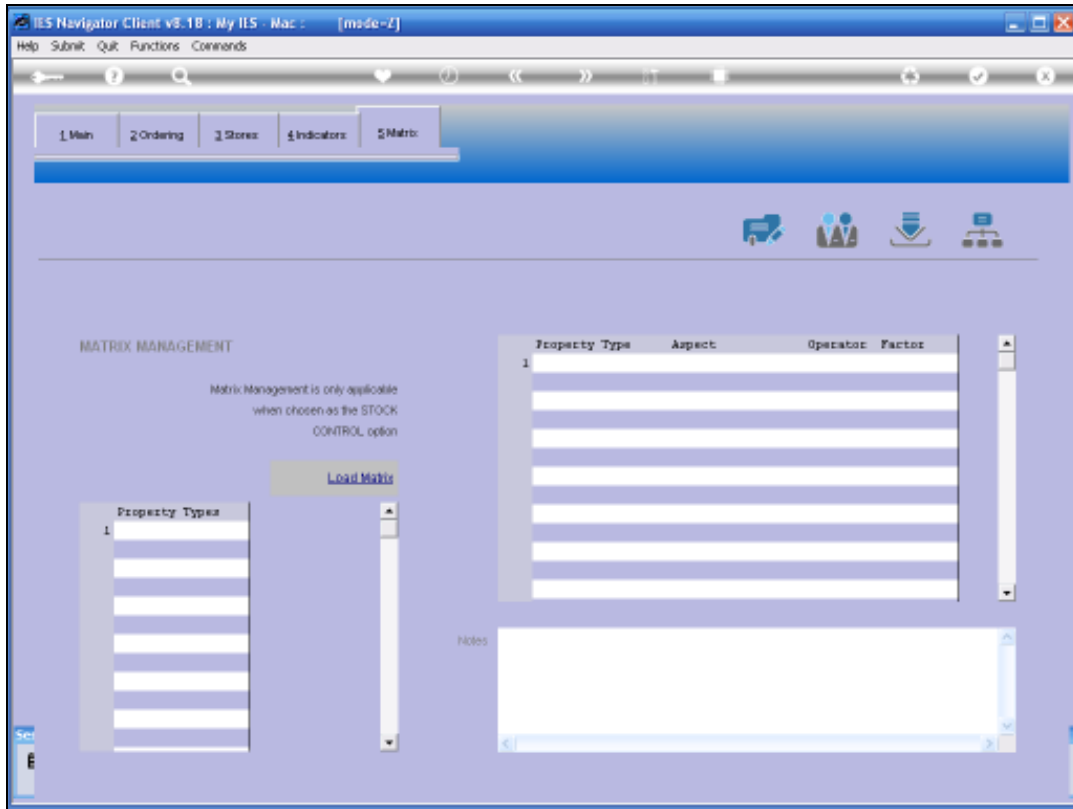 IES Navigator Client v8.1B : My IES - Mac : [mode=Z]
Help Submit Quit Functions Commands
1 Main 2 Ordering 3 Stores 4 Indicators 5 Matrix
MATRIX MANAGEMENT
Matrix Management is only applicable
when chosen as the STOCK
CONTROL option
Load Matrix
Property Types
1
Property Type Aspect Operator Factor
1
Notes